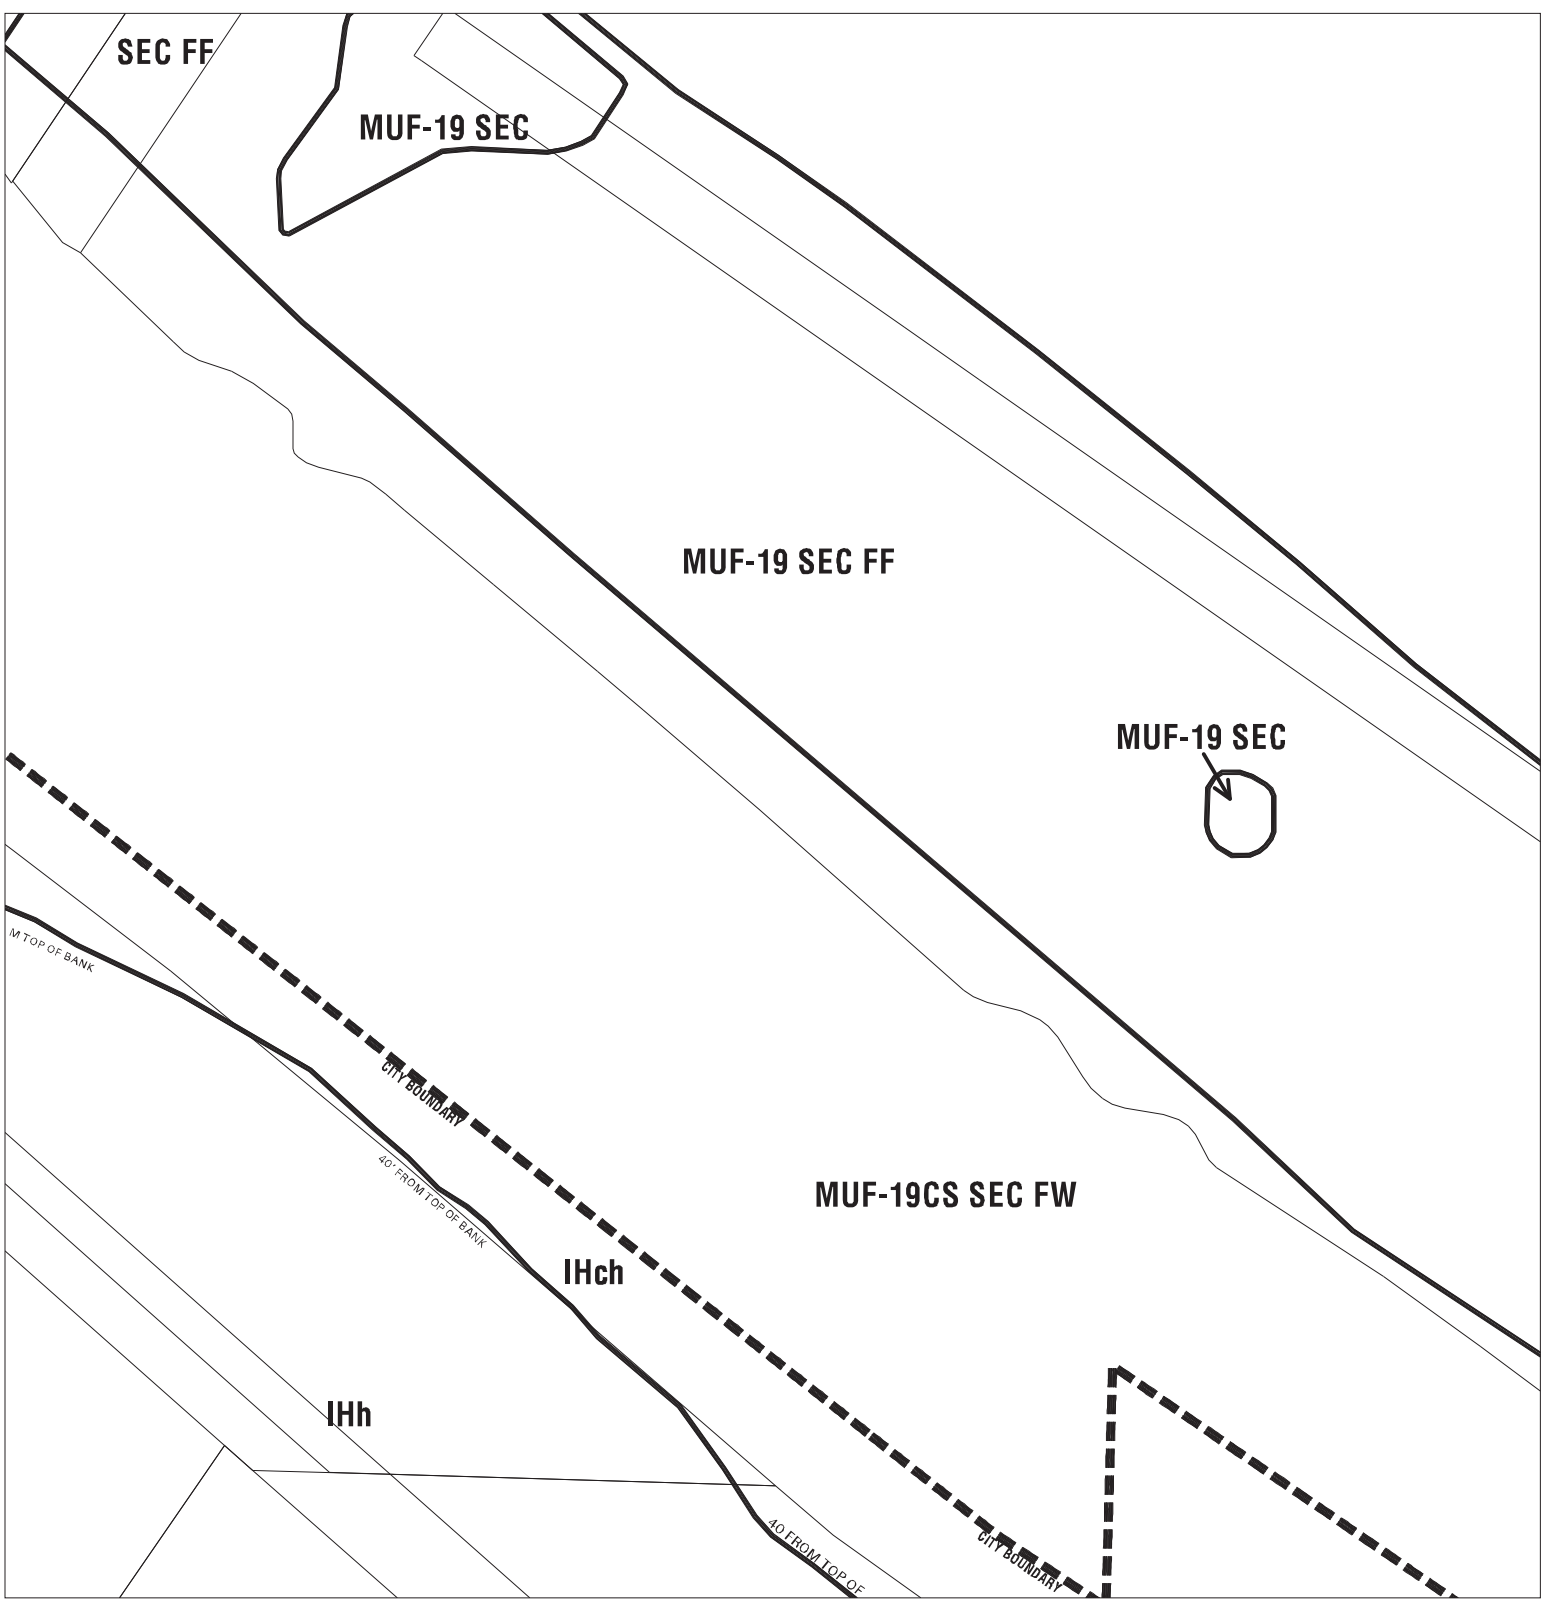 SEC FF
MUF-19 SEC
MUF-19 SEC FF
MUF-19 SEC
M TOP OF BANK
CITY BOUNDARY
40' FROM TOP OF BANK
MUF-19CS SEC FW
IHch
IHh
40 FROM TOP OF
CITY BOUNDARY